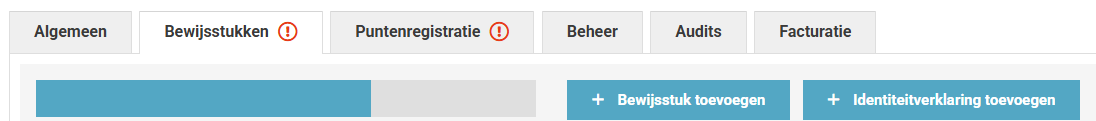 Algemeen Bewijsstukken Puntenregistratie Beheer Audits Facturatie
+ Bewijsstuk toevoegen + Identiteitverklaring toevoegen